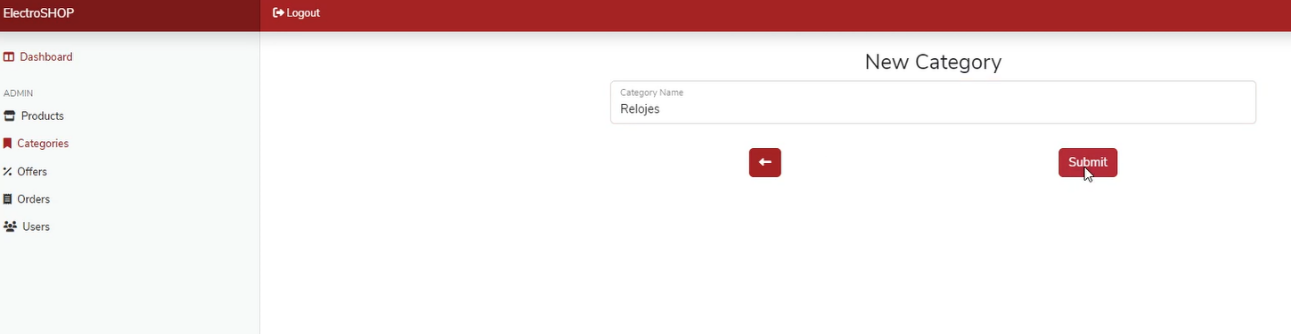 ElectroSHOP
Logout
Dashboard
ADMIN
Products
Categories
Offers
Orders
Users
New Category
Category Name
Relojes
Submit